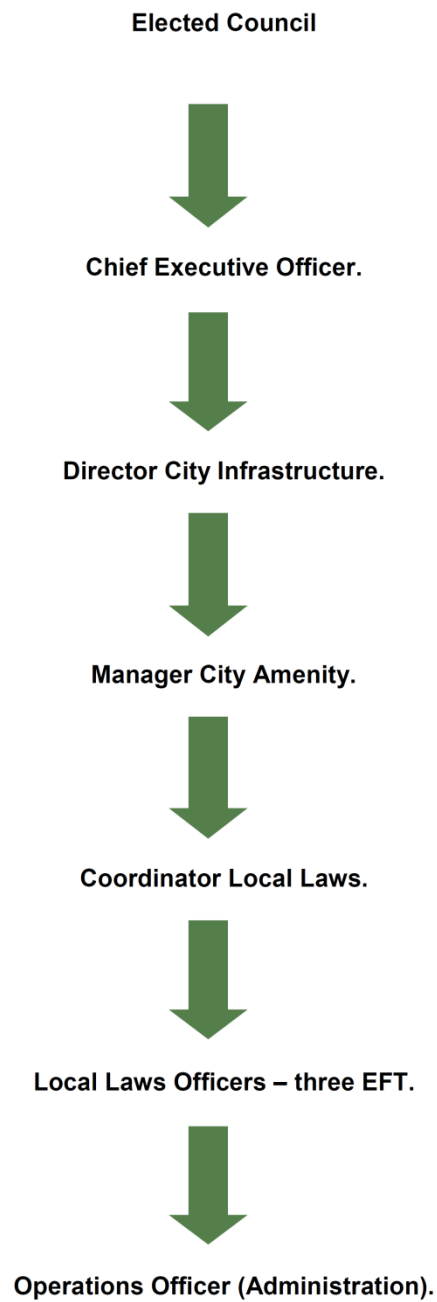 Elected Council
Chief Executive Officer.
Director City Infrastructure.
Manager City Amenity.
Coordinator Local Laws.
Local Laws Officers – three EFT.
Operations Officer (Administration).